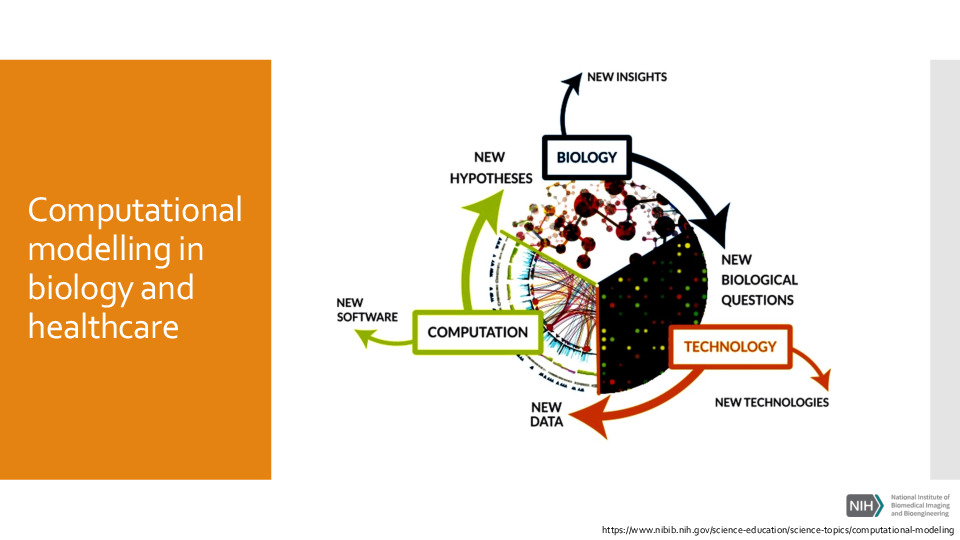 Computational
modelling in
biology and
healthcare
NEW INSIGHTS
BIOLOGY
NEW
HYPOTHESES
NEW
BIOLOGICAL
QUESTIONS
NEW
SOFTWARE
COMPUTATION
TECHNOLOGY
NEW TECHNOLOGIES
NEW
DATA
NIH
National Institute of
Biomedical Imaging
and Bioengineering
https://www.nibib.nih.gov/science-education/science-topics/computational-modeling